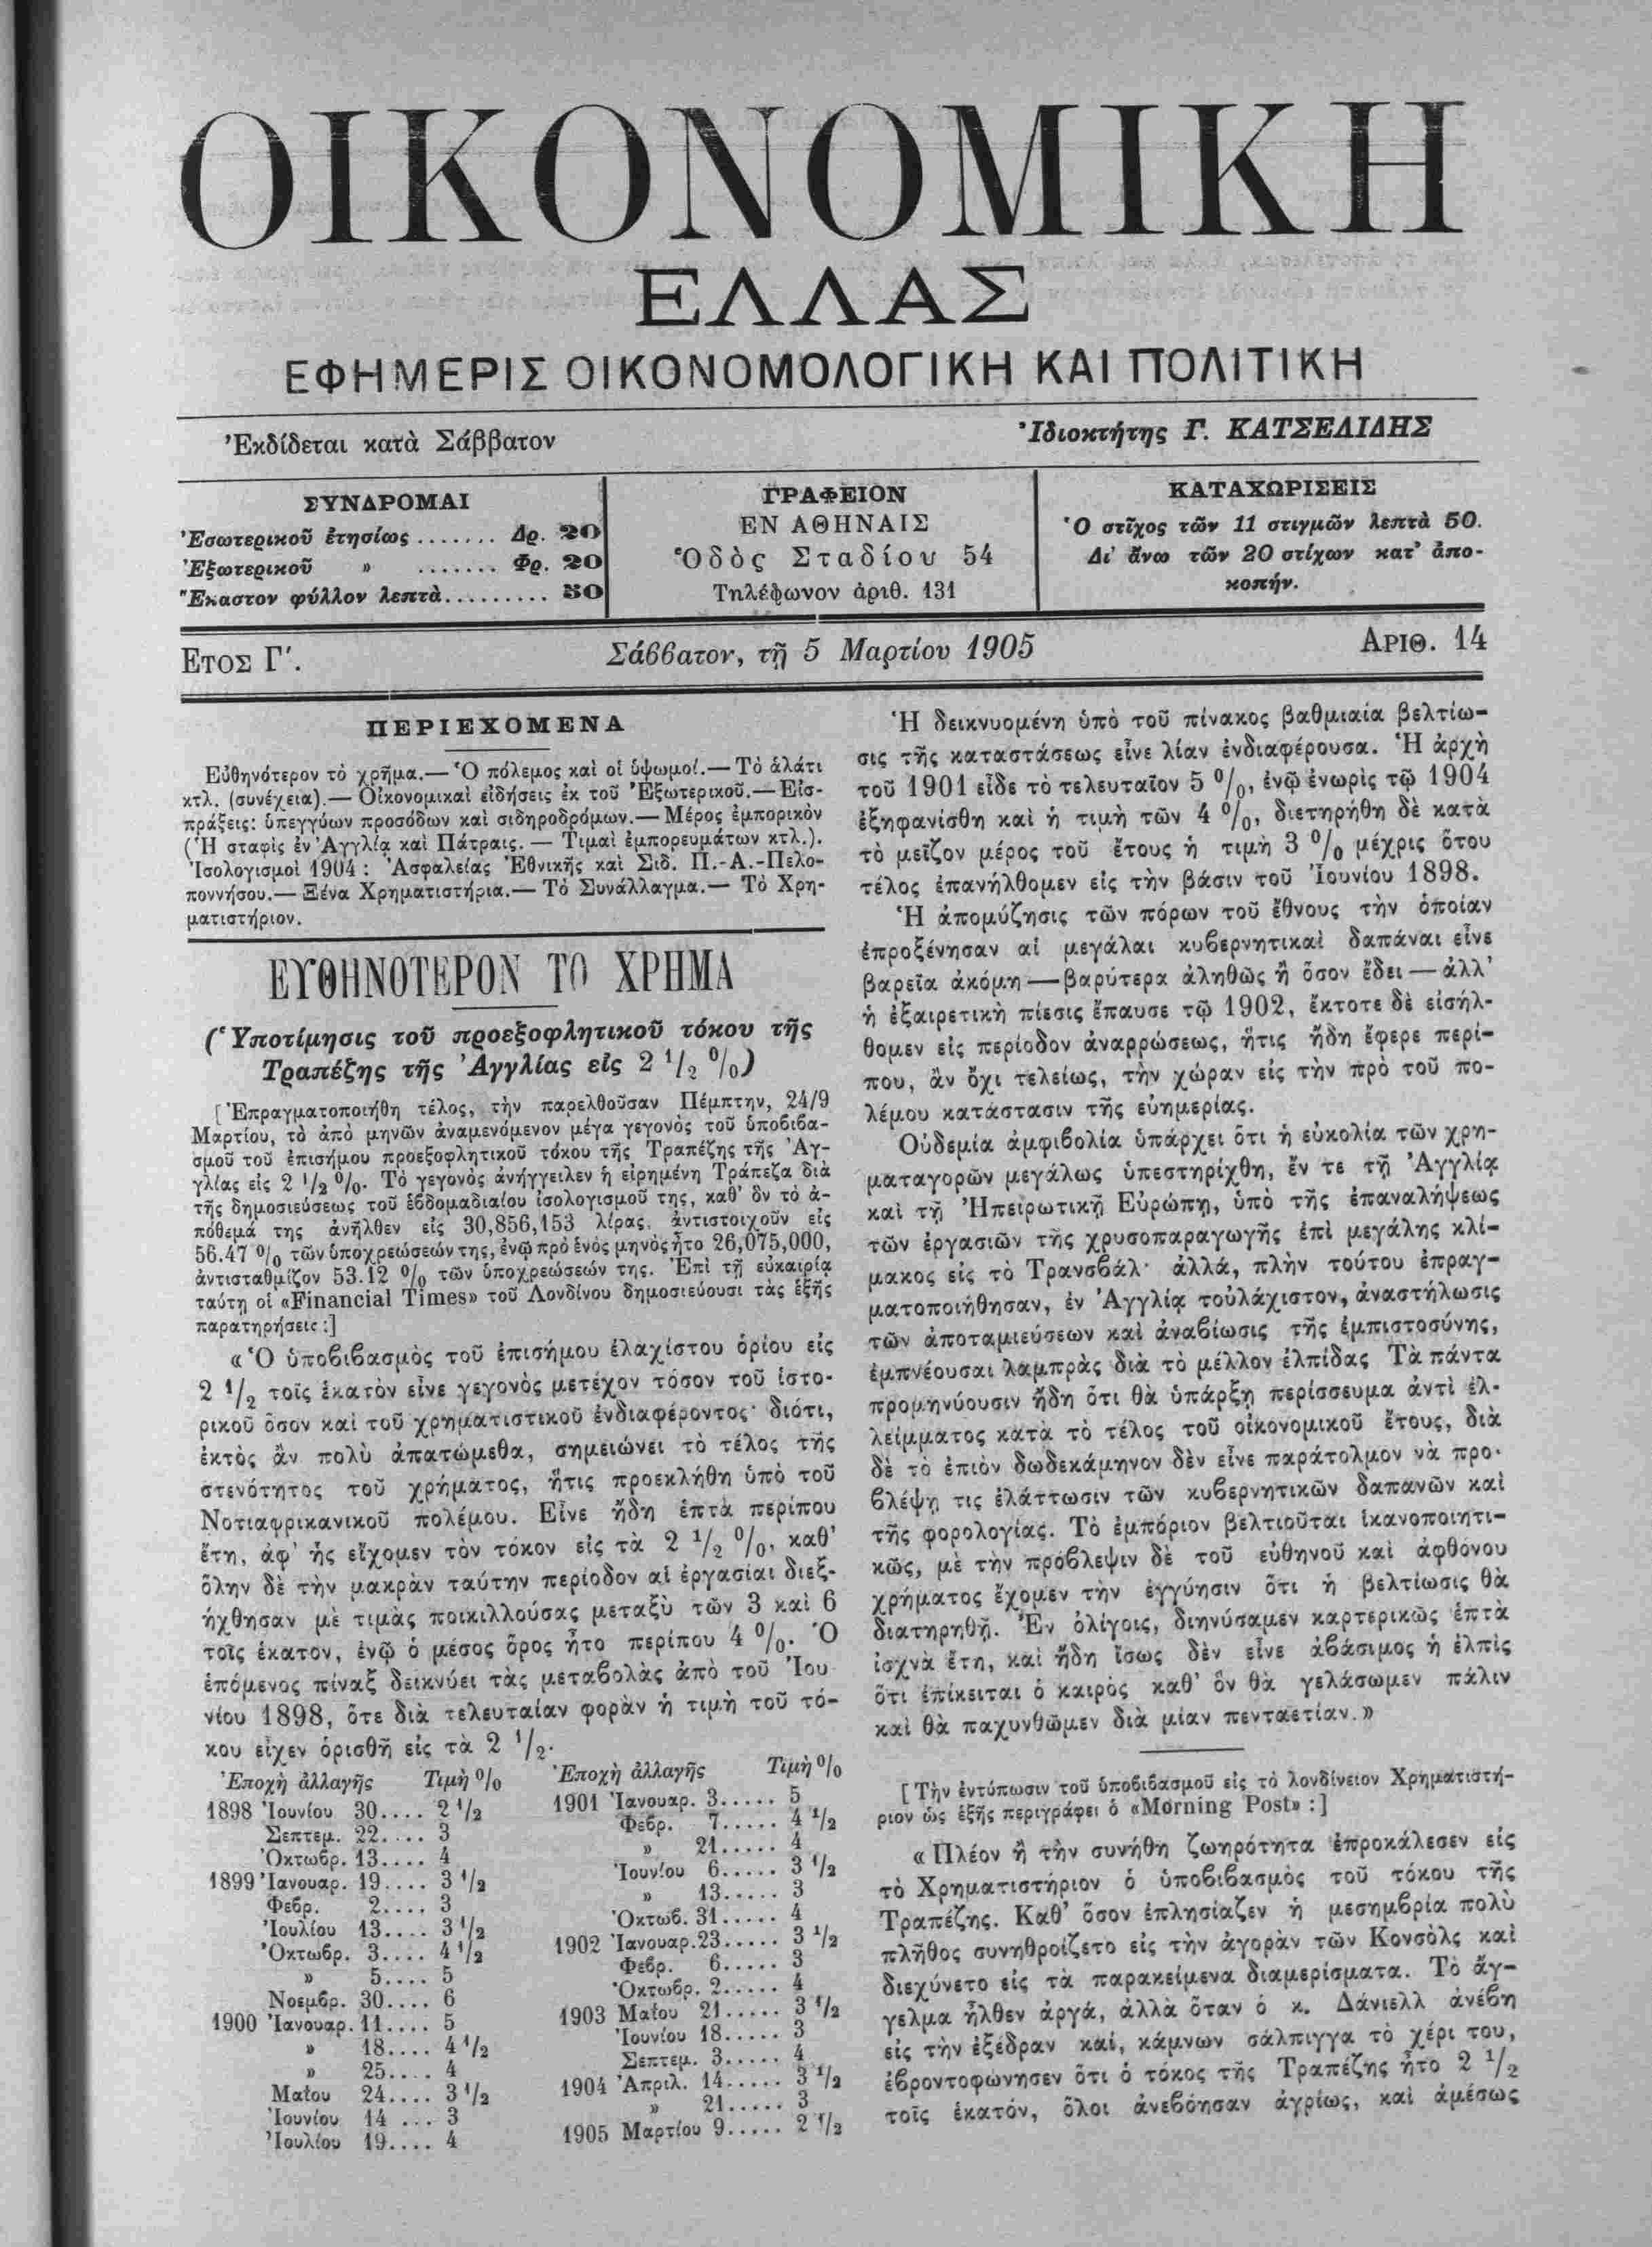 ΟΙΚΟΝΟΜΙΚΗ
ΕΛΛΑΣ
ΕΦΗΜΕΡΙΣ ΟΙΚΟΝΟΜΟΛΟΓΙΚΗ ΚΑΙ ΠΟΛΙΤΙΚΗ
Ἐκδίδεται κατὰ Σάββατον
Ἰδιοκτήτης Γ. ΚΑΤΣΕΛΙΔΗΣ
ΣΥΝΔΡΟΜΑΙ
Ἐσωτερικοῦ ἐτησίως ....... Δρ. 20
Ἐξωτερικοῦ » ....... Φρ. 20
Ἕκαστον φύλλον λεπτὰ.......... 50
ΓΡΑΦΕΙΟΝ
ΕΝ ΑΘΗΝΑΙΣ
Ὁδὸς Σταδίου 54
Τηλέφωνον ἀριθ. 131
ΚΑΤΑΧΩΡΙΣΕΙΣ
Ὁ στῖχος τῶν 11 στιγμῶν λεπτὰ 50.
Δι' ἄνω τῶν 20 στίχων κατ' ἀπο-
κοπήν.
ΕΤΟΣ Γ'.
Σάββατον, τῇ 5 Μαρτίου 1905
ΑΡΙΘ. 14
ΠΕΡΙΕΧΟΜΕΝΑ
Εὐθηνότερον τὸ χρῆμα.— Ὁ πόλεμος καὶ οἱ ὑψωμοί.— Τὸ ἁλάτι
κτλ. (συνέχεια).— Οἰκονομικαὶ εἰδήσεις ἐκ τοῦ Ἐξωτερικοῦ.— Εἰσ-
πράξεις: ὑπεγγύων προσόδων καὶ σιδηροδρόμων.— Μέρος ἐμπορικὸν
(Ἡ σταφὶς ἐν Ἀγγλίᾳ καὶ Πάτραις. — Τιμαὶ ἐμπορευμάτων κτλ.).
Ἰσολογισμοὶ 1904 : Ἀσφαλείας Ἐθνικῆς καὶ Σιδ. Π.-Α.-Πελο-
ποννήσου.— Ξένα Χρηματιστήρια.— Τὸ Συνάλλαγμα.— Τὸ Χρη-
ματιστήριον.
ΕΥΘΗΝΟΤΕΡΟΝ ΤΟ ΧΡΗΜΑ
(Ὑποτίμησις τοῦ προεξοφλητικοῦ τόκου τῆς
Τραπέζης τῆς Ἀγγλίας εἰς 2 1/2 %)
[Ἐπραγματοποιήθη τέλος, τὴν παρελθοῦσαν Πέμπτην, 24/9
Μαρτίου, τὸ ἀπὸ μηνῶν ἀναμενόμενον μέγα γεγονὸς τοῦ ὑποβιβα-
σμοῦ τοῦ ἐπισήμου προεξοφλητικοῦ τόκου τῆς Τραπέζης τῆς Ἀγ-
γλίας εἰς 2 1/2 %. Τὸ γεγονὸς ἀνήγγειλεν ἡ εἰρημένη Τράπεζα διὰ
τῆς δημοσιεύσεως τοῦ ἑβδομαδιαίου ἰσολογισμοῦ της, καθ' ὃν τὸ ἀ-
πόθεμά της ἀνῆλθεν εἰς 30,856,153 λίρας, ἀντιστοιχοῦν εἰς
56.47 % τῶν ὑποχρεώσεών της, ἐνῷ πρὸ ἑνὸς μηνὸς ἦτο 26,075,000,
ἀντισταθμίζον 53.12 % τῶν ὑποχρεώσεών της. Ἐπὶ τῇ εὐκαιρίᾳ
ταύτῃ οἱ «Financial Times» τοῦ Λονδίνου δημοσιεύουσι τὰς ἑξῆς
παρατηρήσεις :]
«Ὁ ὑποβιβασμὸς τοῦ ἐπισήμου ἐλαχίστου ὁρίου εἰς
2 1/2 τοῖς ἑκατὸν εἶνε γεγονὸς μετέχον τόσον τοῦ ἱστο-
ρικοῦ ὅσον καὶ τοῦ χρηματιστικοῦ ἐνδιαφέροντος· διότι,
ἐκτὸς ἂν πολὺ ἀπατώμεθα, σημειώνει τὸ τέλος τῆς
στενότητος τοῦ χρήματος, ἥτις προεκλήθη ὑπὸ τοῦ
Νοτιαφρικανικοῦ πολέμου. Εἶνε ἤδη ἑπτὰ περίπου
ἔτη, ἀφ' ἧς εἴχομεν τὸν τόκον εἰς τὰ 2 1/2 %, καθ'
ὅλην δὲ τὴν μακρὰν ταύτην περίοδον αἱ ἐργασίαι διεξ-
ήχθησαν μὲ τιμὰς ποικιλλούσας μεταξὺ τῶν 3 καὶ 6
τοῖς ἑκατον, ἐνῷ ὁ μέσος ὅρος ἦτο περίπου 4 %. Ὁ
ἑπόμενος πίναξ δεικνύει τὰς μεταβολὰς ἀπὸ τοῦ Ἰου
νίου 1898, ὅτε διὰ τελευταίαν φορὰν ἡ τιμὴ τοῦ τό-
κου εἶχεν ὁρισθῆ εἰς τὰ 2 1/2.
Ἐποχὴ ἀλλαγῆς Τιμὴ %
1898 Ἰουνίου 30.... 2 1/2
Σεπτεμ. 22.... 3
Ὀκτωβρ. 13.... 4
1899 Ἰανουαρ. 19.... 3 1/2
Φεβρ. 2.... 3
Ἰουλίου 13.... 3 1/2
Ὀκτωβρ. 3.... 4 1/2
» 5.... 5
Νοεμβρ. 30.... 6
1900 Ἰανουαρ. 11.... 5
» 18.... 4 1/2
» 25.... 4
Μαΐου 24.... 3 1/2
Ἰουνίου 14 ... 3
Ἰουλίου 19.... 4
Ἐποχὴ ἀλλαγῆς Τιμὴ %
1901 Ἰανουαρ. 3..... 5
Φεβρ. 7..... 4 1/2
» 21..... 4
Ἰουνίου 6..... 3 1/2
» 13..... 3
Ὀκτωβ. 31..... 4
1902 Ἰανουαρ. 23..... 3 1/2
Φεβρ. 6..... 3
Ὀκτωβρ. 2..... 4
1903 Μαΐου 21..... 3 1/2
Ἰουνίου 18..... 3
Σεπτεμ. 3..... 4
1904 Ἀπριλ. 14..... 3 1/2
» 21..... 3
1905 Μαρτίου 9..... 2 1/2
Ἡ δεικνυομένη ὑπὸ τοῦ πίνακος βαθμιαία βελτίω-
σις τῆς καταστάσεως εἶνε λίαν ἐνδιαφέρουσα. Ἡ ἀρχὴ
τοῦ 1901 εἶδε τὸ τελευταῖον 5 %, ἐνῷ ἐνωρὶς τῷ 1904
ἐξηφανίσθη καὶ ἡ τιμὴ τῶν 4 %, διετηρήθη δὲ κατὰ
τὸ μεῖζον μέρος τοῦ ἔτους ἡ τιμὴ 3 % μέχρις ὅτου
τέλος ἐπανήλθομεν εἰς τὴν βάσιν τοῦ Ἰουνίου 1898.
Ἡ ἀπομύζησις τῶν πόρων τοῦ ἔθνους τὴν ὁποίαν
ἐπροξένησαν αἱ μεγάλαι κυβερνητικαὶ δαπάναι εἶνε
βαρεῖα ἀκόμη — βαρύτερα ἀληθῶς ἢ ὅσον ἔδει — ἀλλ'
ἡ ἐξαιρετικὴ πίεσις ἔπαυσε τῷ 1902, ἔκτοτε δὲ εἰσήλ-
θομεν εἰς περίοδον ἀναρρώσεως, ἥτις ἤδη ἔφερε περί-
που, ἂν ὄχι τελείως, τὴν χώραν εἰς τὴν πρὸ τοῦ πο-
λέμου κατάστασιν τῆς εὐημερίας.
Οὐδεμία ἀμφιβολία ὑπάρχει ὅτι ἡ εὐκολία τῶν χρη-
ματαγορῶν μεγάλως ὑπεστηρίχθη, ἔν τε τῇ Ἀγγλίᾳ
καὶ τῇ Ἠπειρωτικῇ Εὐρώπῃ, ὑπὸ τῆς ἐπαναλήψεως
τῶν ἐργασιῶν τῆς χρυσοπαραγωγῆς ἐπὶ μεγάλης κλί-
μακος εἰς τὸ Τρανσβάλ· ἀλλά, πλὴν τούτου ἐπραγ-
ματοποιήθησαν, ἐν Ἀγγλίᾳ τοὐλάχιστον, ἀναστήλωσις
τῶν ἀποταμιεύσεων καὶ ἀναβίωσις τῆς ἐμπιστοσύνης,
ἐμπνέουσαι λαμπρὰς διὰ τὸ μέλλον ἐλπίδας Τὰ πάντα
προμηνύουσιν ἤδη ὅτι θὰ ὑπάρξῃ περίσσευμα ἀντὶ ἐλ-
λείμματος κατὰ τὸ τέλος τοῦ οἰκονομικοῦ ἔτους, διὰ
δὲ τὸ ἐπιὸν δωδεκάμηνον δὲν εἶνε παράτολμον νὰ προ-
βλέψῃ τις ἐλάττωσιν τῶν κυβερνητικῶν δαπανῶν καὶ
τῆς φορολογίας. Τὸ ἐμπόριον βελτιοῦται ἱκανοποιητι-
κῶς, μὲ τὴν πρόβλεψιν δὲ τοῦ εὐθηνοῦ καὶ ἀφθόνου
χρήματος ἔχομεν τὴν ἐγγύησιν ὅτι ἡ βελτίωσις θὰ
διατηρηθῇ. Ἐν ὀλίγοις, διηνύσαμεν καρτερικῶς ἑπτὰ
ἰσχνὰ ἔτη, καὶ ἤδη ἴσως δὲν εἶνε ἀβάσιμος ἡ ἐλπὶς
ὅτι ἐπίκειται ὁ καιρὸς καθ' ὃν θὰ γελάσωμεν πάλιν
καὶ θὰ παχυνθῶμεν διὰ μίαν πενταετίαν.»
[Τὴν ἐντύπωσιν τοῦ ὑποβιβασμοῦ εἰς τὸ λονδίνειον Χρηματιστή-
ριον ὡς ἑξῆς περιγράφει ὁ «Morning Post» :]
«Πλέον ἢ τὴν συνήθη ζωηρότητα ἐπροκάλεσεν εἰς
τὸ Χρηματιστήριον ὁ ὑποβιβασμὸς τοῦ τόκου τῆς
Τραπέζης. Καθ' ὅσον ἐπλησίαζεν ἡ μεσημβρία πολὺ
πλῆθος συνηθροίζετο εἰς τὴν ἀγορὰν τῶν Κονσὸλς καὶ
διεχύνετο εἰς τὰ παρακείμενα διαμερίσματα. Τὸ ἄγ-
γελμα ἦλθεν ἀργά, ἀλλὰ ὅταν ὁ κ. Δάνιελλ ἀνέβη
εἰς τὴν ἐξέδραν καί, κάμνων σάλπιγγα τὸ χέρι του,
ἐβροντοφώνησεν ὅτι ὁ τόκος τῆς Τραπέζης ἦτο 2 1/2
τοῖς ἑκατόν, ὅλοι ἀνεβόησαν ἀγρίως, καὶ ἀμέσως